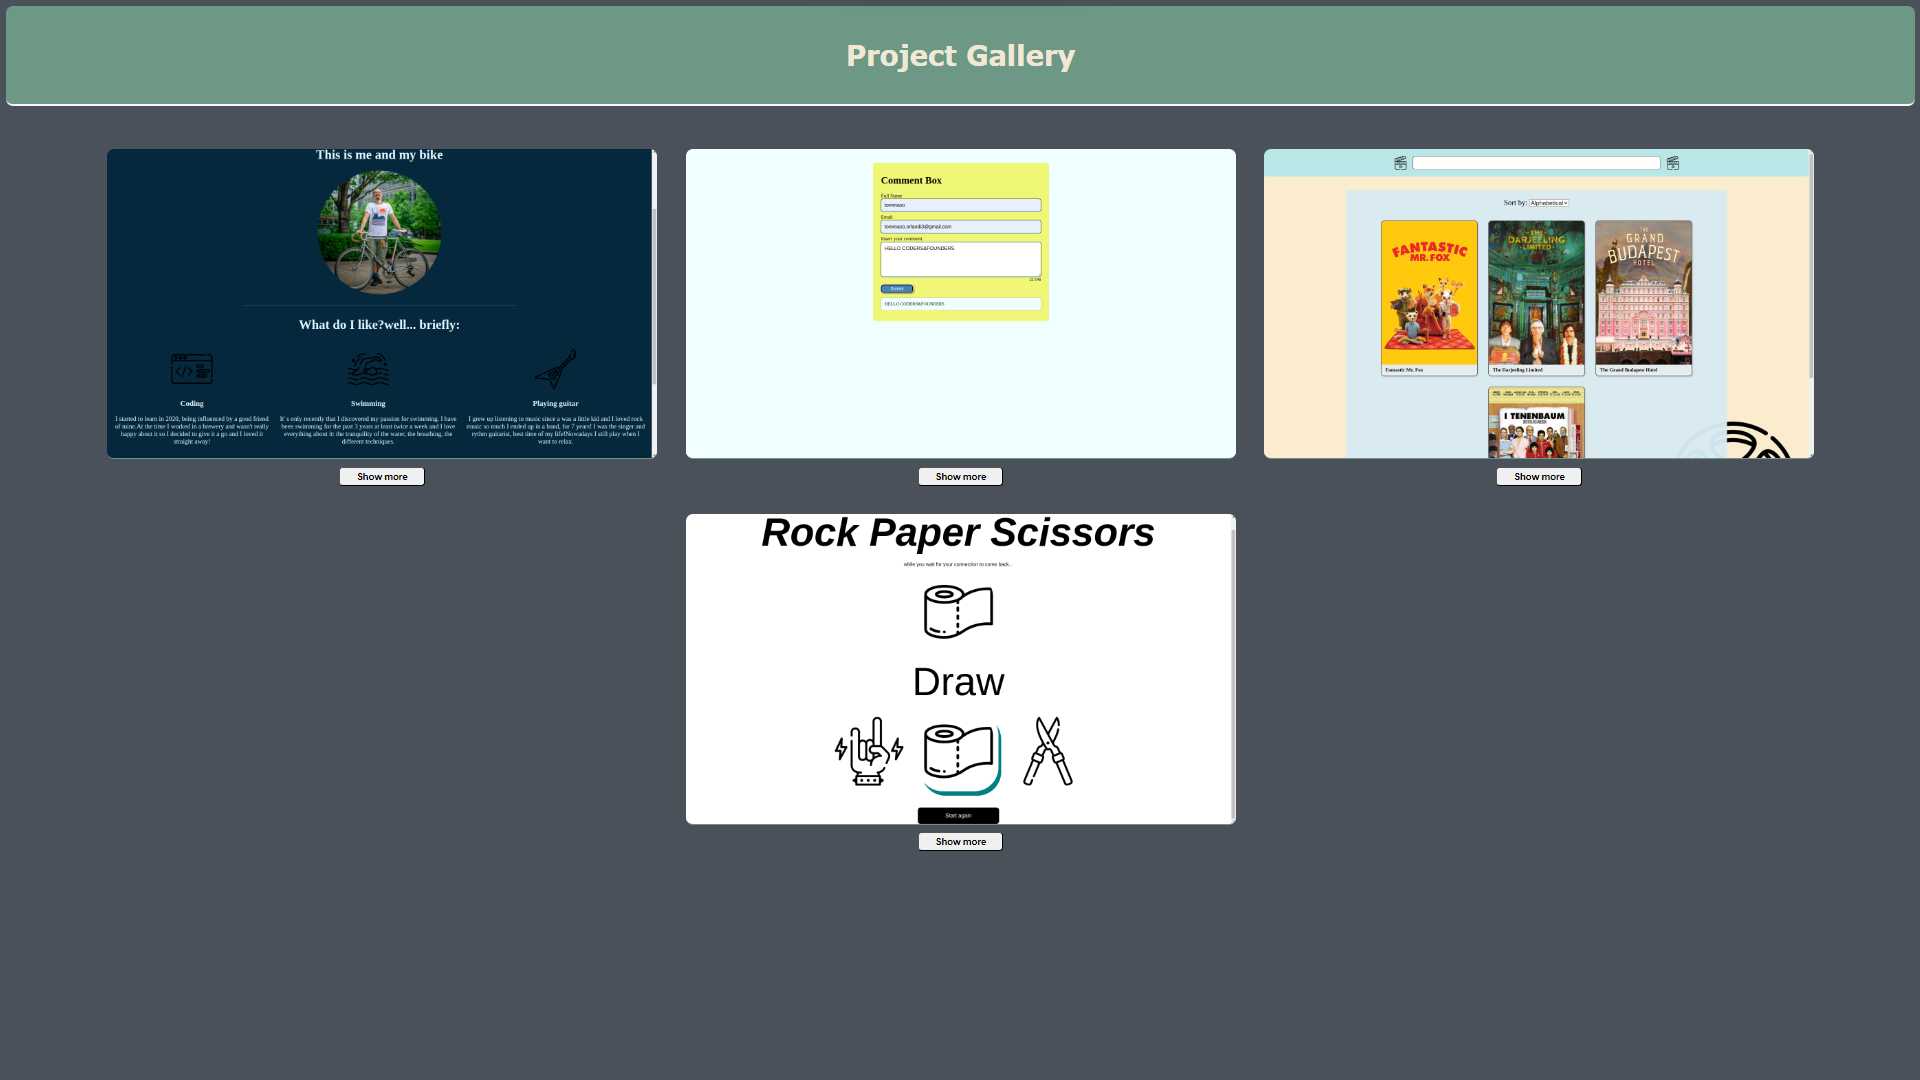 Project Gallery
This is me and my bike
What do I like?well... briefly:
Coding
I started to learn in 2020, being influenced by a good friend
of mine.At the time I worked in a brewery and wasn't really
happy about it so I decided to give it a go and I loved it
straight away!
Swimming
It' s only recently that I discovered my passion for swimming. I have
been swimming for the past 3 years at least twice a week and I love
everything about it: the tranquility of the water, the breathing, the
different techniques.
Playing guitar
I grew up listening to music since a was a little kid and I loved rock
music so much I ended up in a band, for 7 years! I was the singer and
rythm guitarist, best time of my life!Nowadays I still play when I
want to relax.
Show more
Comment Box
Full Name
tommaso
Email
tommaso.orlandi3@gmail.com
Insert your comment
HELLO CODERS&FOUNDERS
Submit
HELLO CODERS&FOUNDERS
Show more
Sort by: Alphabetical
FANTASTIC
MR. FOX
Fantastic Mr. Fox
THE
DARJEELING
LIMITED
The Darjeeling Limited
THE
GRAND
BUDAPEST
HOTEL
The Grand Budapest Hotel
I TENENBAUM
Show more
Rock Paper Scissors
while you wait for your connection to come back...
Draw
Start again
Show more